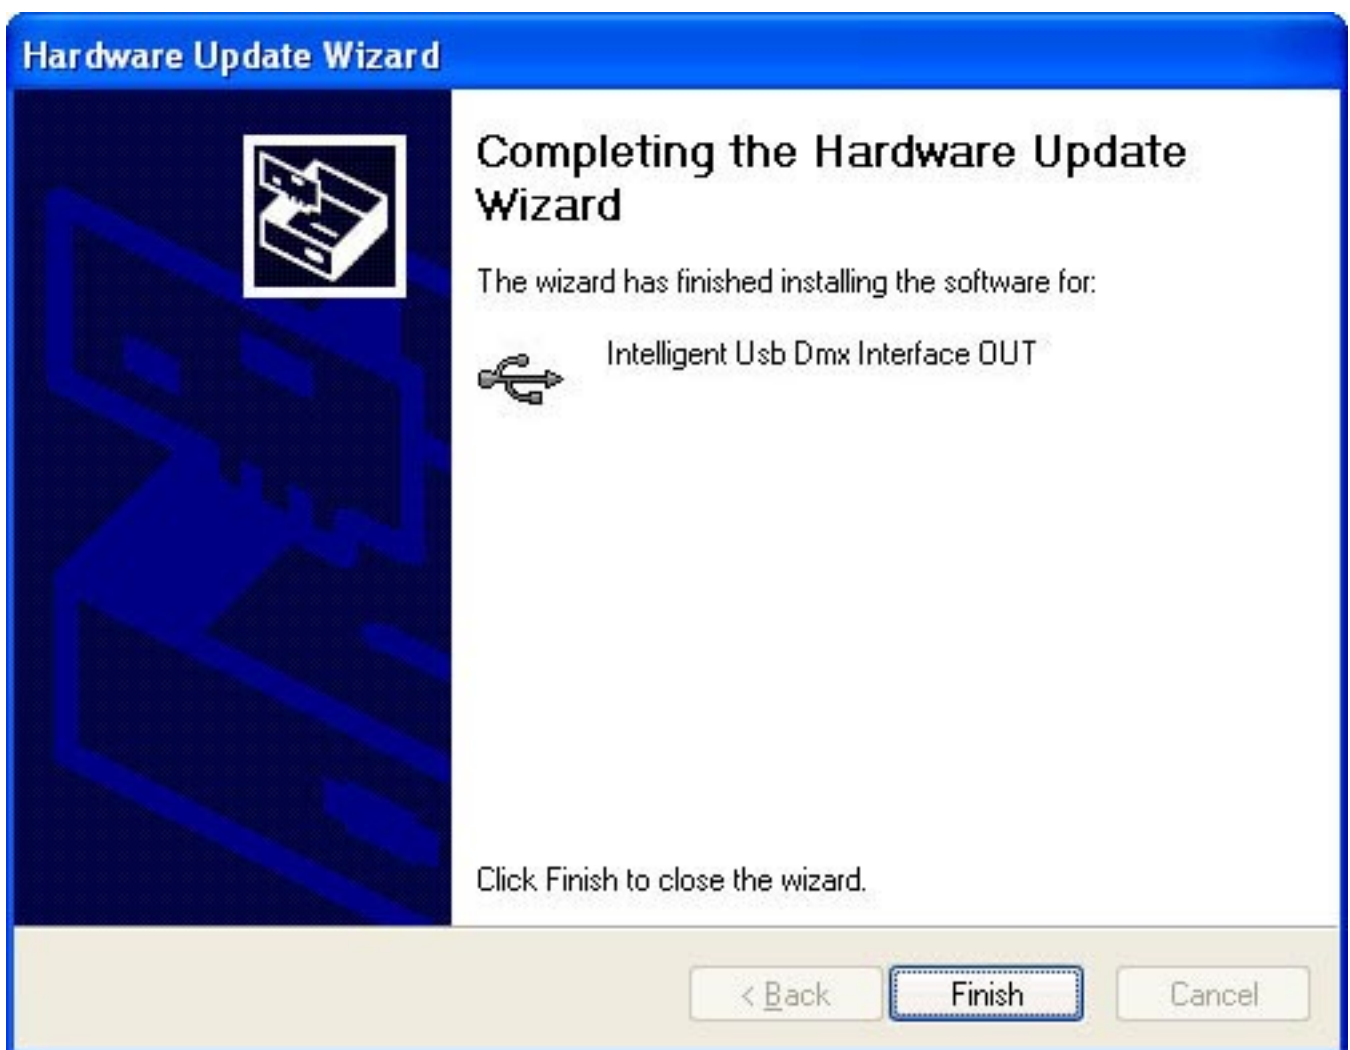 Hardware Update Wizard
Completing the Hardware Update
Wizard
The wizard has finished installing the software for:
Intelligent Usb Dmx Interface OUT
Click Finish to close the wizard.
< Back
Finish
Cancel